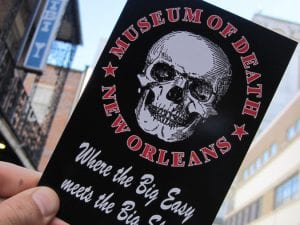 MUSEUM OF DEATH
NEW ORLEANS
Where the Big Easy
meets the Big